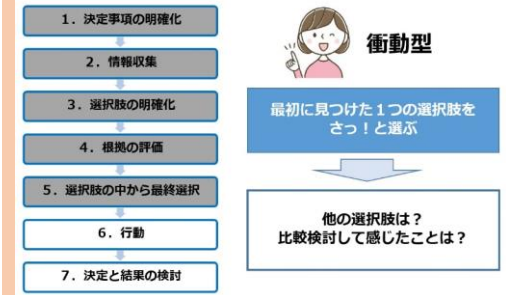 1．決定事項の明確化
2．情報収集
3．選択肢の明確化
4．根拠の評価
5．選択肢の中から最終選択
6．行動
7．決定と結果の検討
衝動型
最初に見つけた１つの選択肢を
さっ！と選ぶ
他の選択肢は？
比較検討して感じたことは？